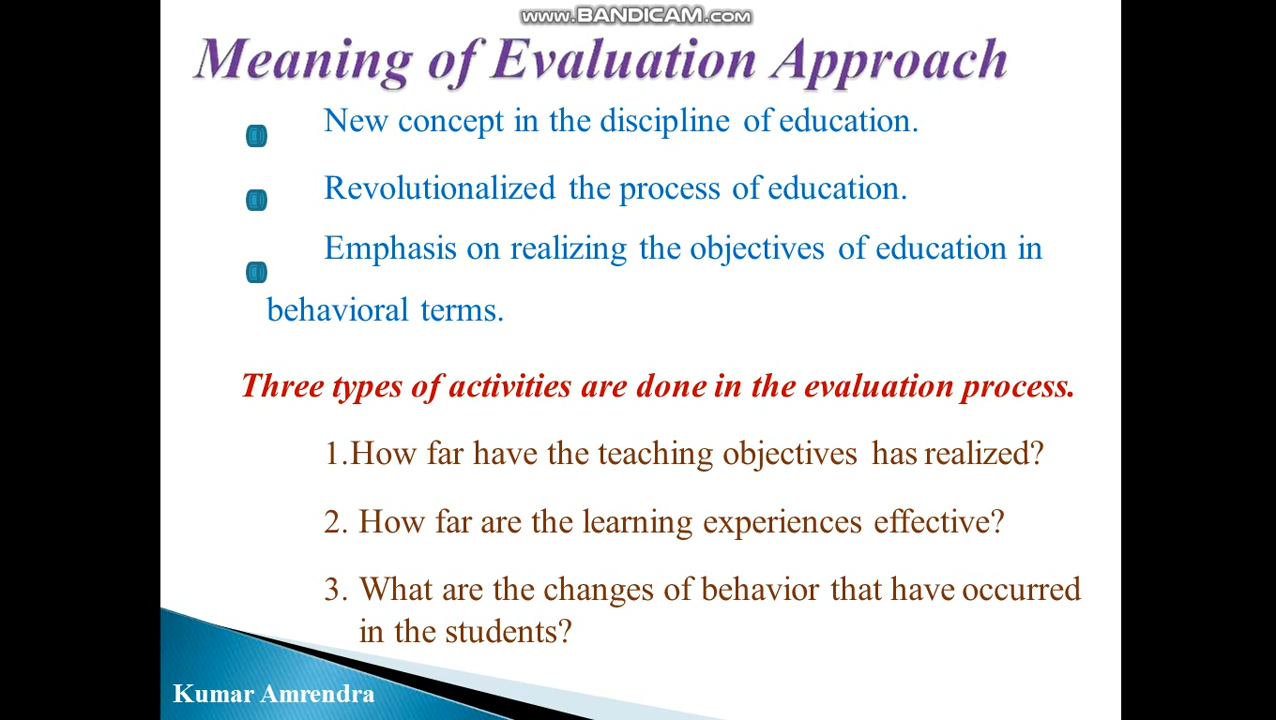 www.BANDICAM.com
Meaning of Evaluation Approach
New concept in the discipline of education.
Revolutionalized the process of education.
Emphasis on realizing the objectives of education in
behavioral terms.
Three types of activities are done in the evaluation process.
1.How far have the teaching objectives has realized?
2. How far are the learning experiences effective?
3. What are the changes of behavior that have occurred
in the students?
Kumar Amrendra